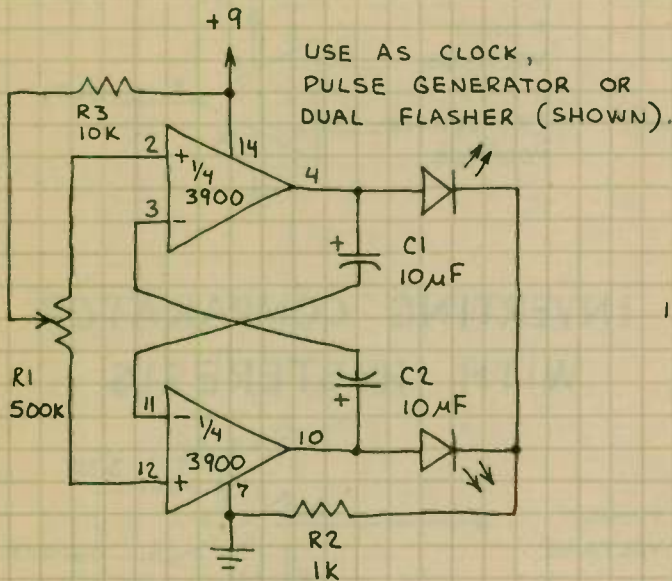 +9
USE AS CLOCK,
PULSE GENERATOR OR
DUAL FLASHER (SHOWN).
R3
10K
14
2
+
1/4
3900
4
3
-
+
C1
10µF
1
R1
500K
C2
10µF
+
11
-
1/4
3900
10
12
+
7
R2
1K